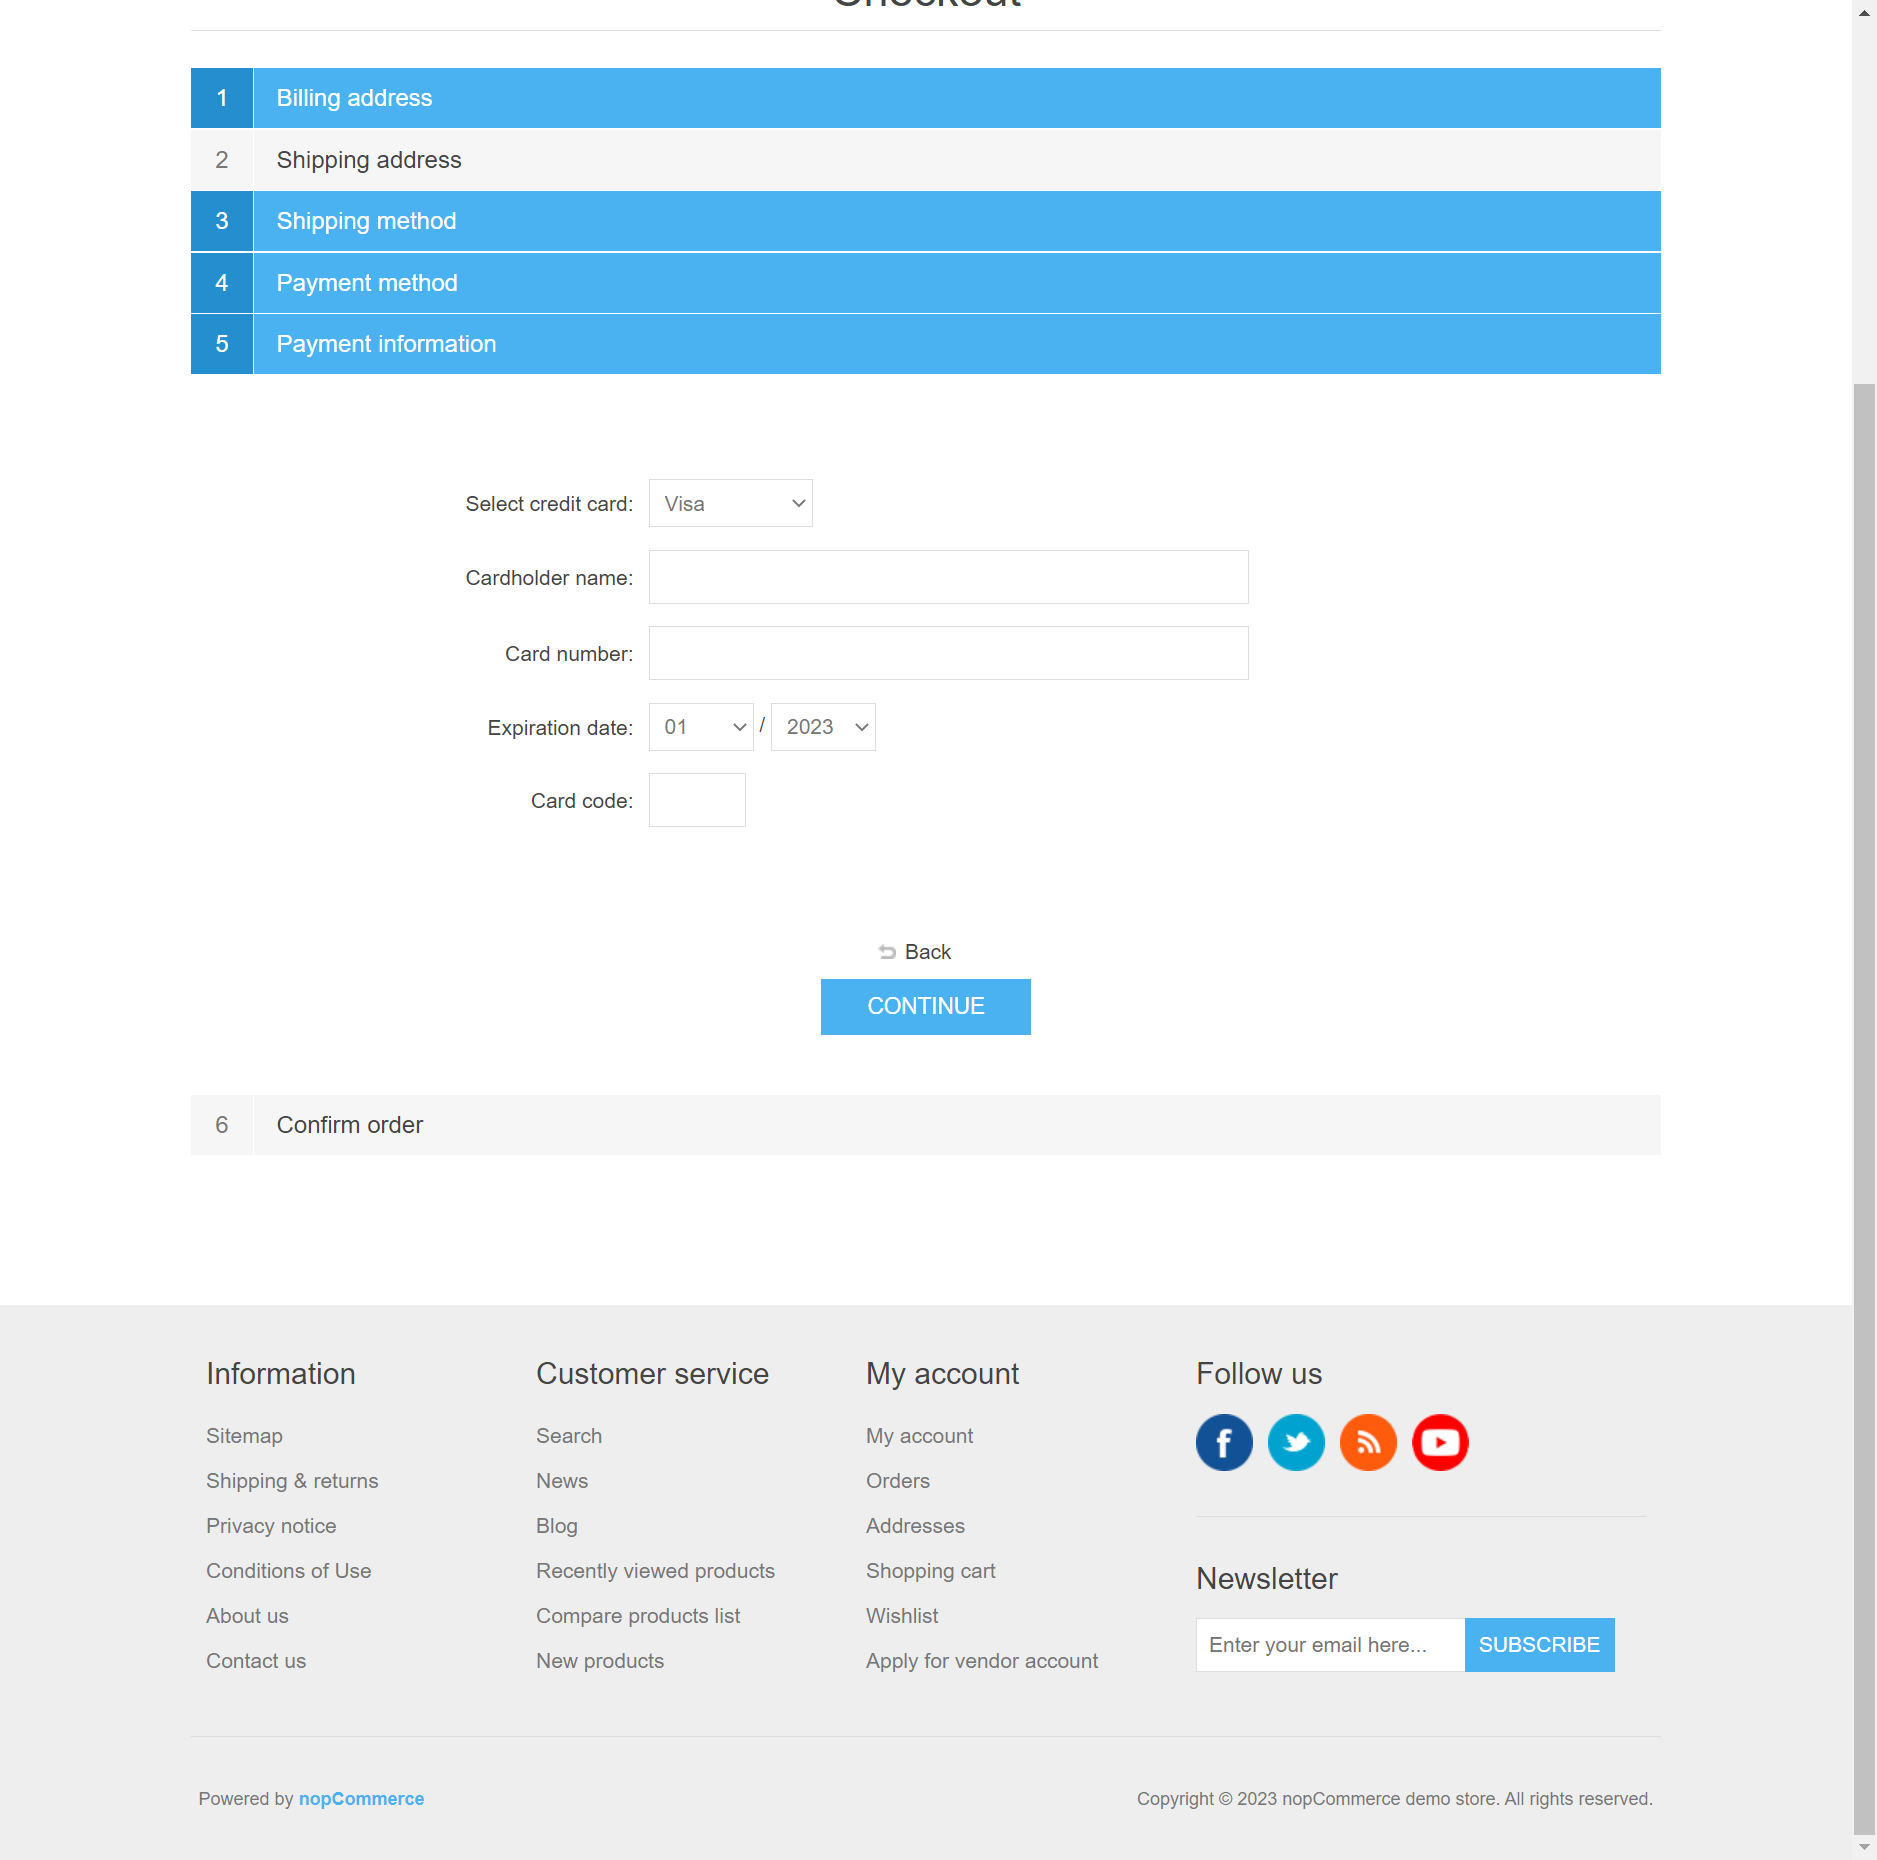 Checkout
1 Billing address
2 Shipping address
3 Shipping method
4 Payment method
5 Payment information
Select credit card: Visa
Cardholder name:
Card number:
Expiration date: 01 / 2023
Card code:
Back
CONTINUE
6 Confirm order
Information
Sitemap
Shipping & returns
Privacy notice
Conditions of Use
About us
Contact us
Customer service
Search
News
Blog
Recently viewed products
Compare products list
New products
My account
My account
Orders
Addresses
Shopping cart
Wishlist
Apply for vendor account
Follow us
Newsletter
Enter your email here... SUBSCRIBE
Powered by nopCommerce
Copyright © 2023 nopCommerce demo store. All rights reserved.